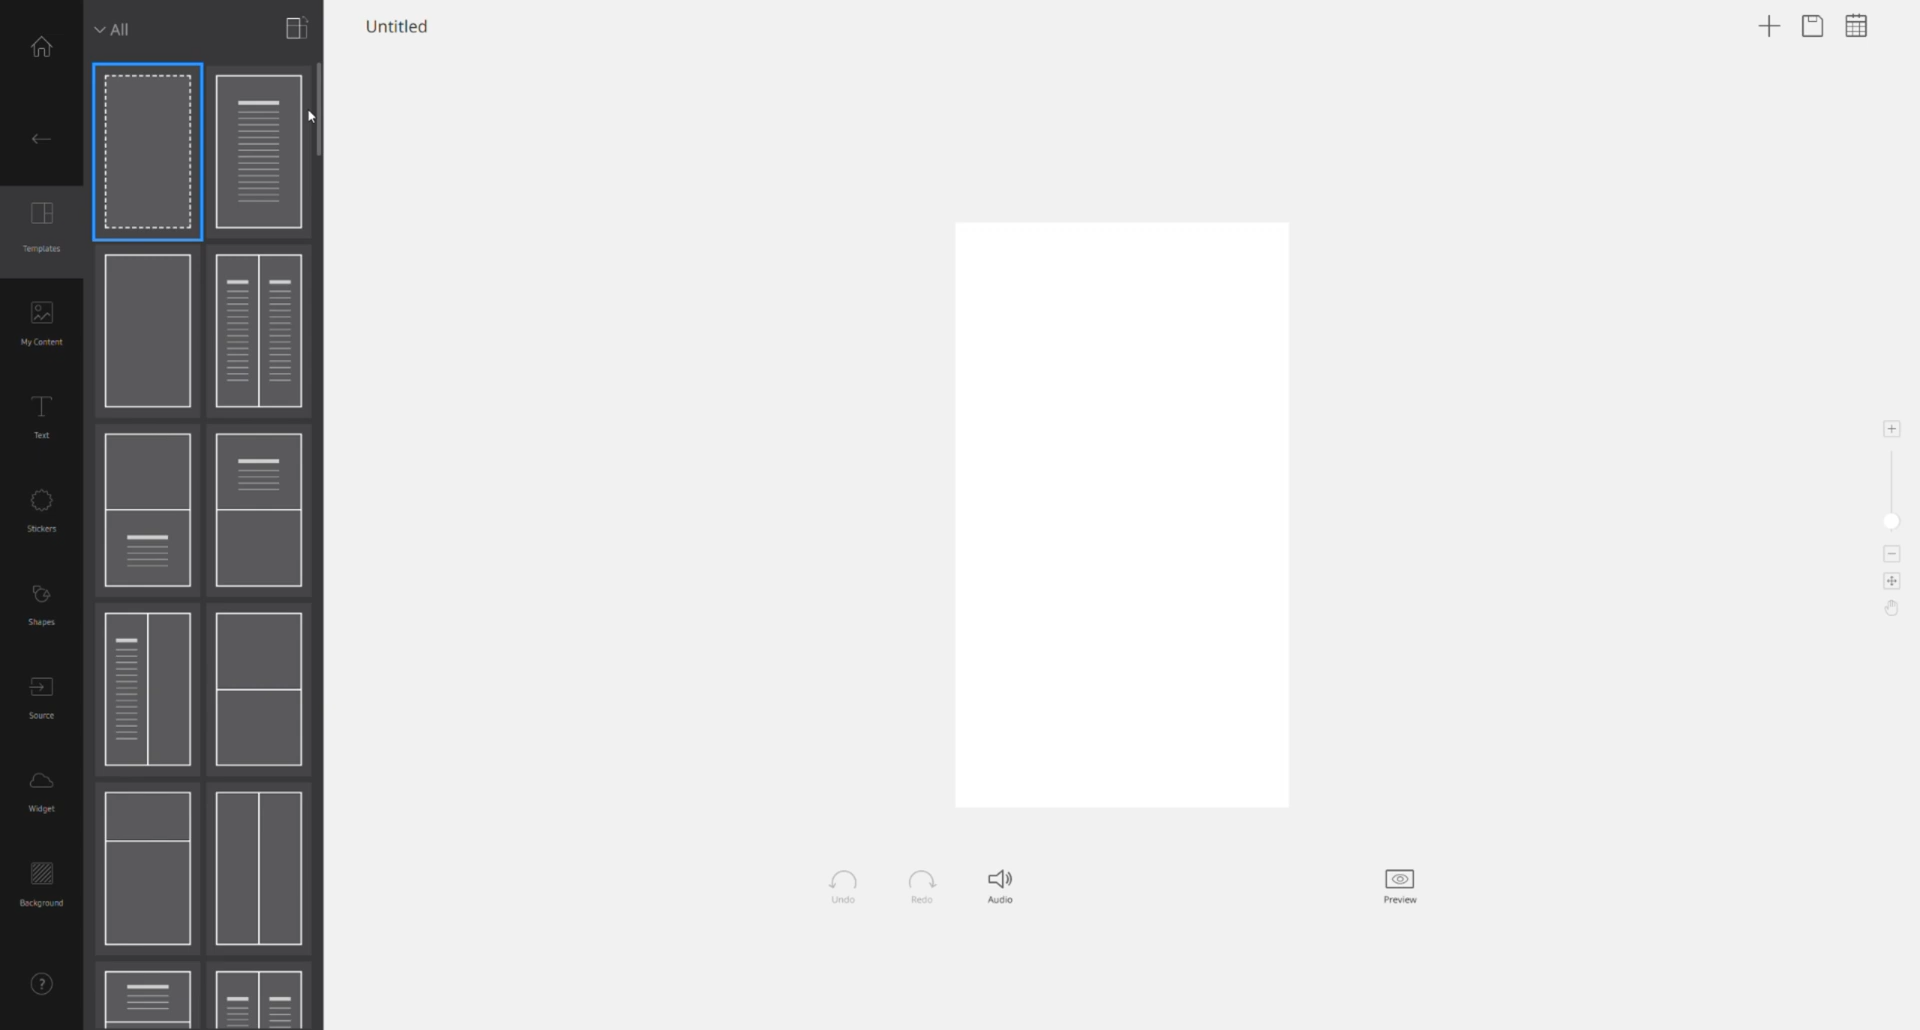 All
Untitled
Templates
My Content
Text
Stickers
Shapes
Source
Widget
Background
?
Undo
Redo
Audio
Preview